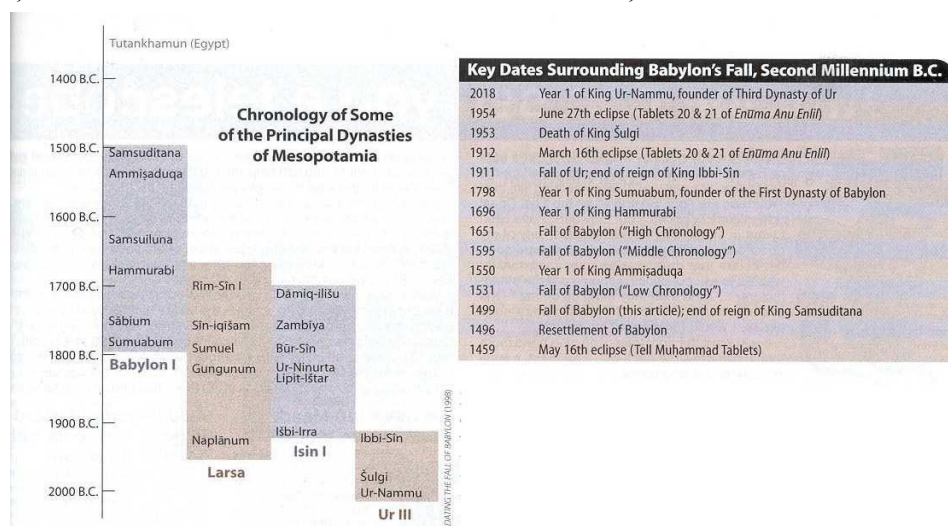 Tutankhamun (Egypt)
1400 B.C.
1500 B.C.
1600 B.C.
1700 B.C.
1800 B.C.
1900 B.C.
2000 B.C.
Chronology of Some
of the Principal Dynasties
of Mesopotamia
Samsuditana
Ammiṣaduqa
Samsuiluna
Hammurabi
Sābium
Sumuabum
Babylon I
Rim-Sîn I
Sîn-iqīšam
Sumuel
Gungunum
Naplānum
Larsa
Dāmiq-ilišu
Zambīya
Būr-Sîn
Ur-Ninurta
Lipit-Ištar
Išbi-Irra
Isin I
Ibbi-Sîn
Šulgi
Ur-Nammu
Ur III
DATING THE FALL OF BABYLON (1998)
Key Dates Surrounding Babylon's Fall, Second Millennium B.C.
2018 Year 1 of King Ur-Nammu, founder of Third Dynasty of Ur
1954 June 27th eclipse (Tablets 20 & 21 of Enūma Anu Enlil)
1953 Death of King Šulgi
1912 March 16th eclipse (Tablets 20 & 21 of Enūma Anu Enlil)
1911 Fall of Ur; end of reign of King Ibbi-Sîn
1798 Year 1 of King Sumuabum, founder of the First Dynasty of Babylon
1696 Year 1 of King Hammurabi
1651 Fall of Babylon ("High Chronology")
1595 Fall of Babylon ("Middle Chronology")
1550 Year 1 of King Ammiṣaduqa
1531 Fall of Babylon ("Low Chronology")
1499 Fall of Babylon (this article); end of reign of King Samsuditana
1496 Resettlement of Babylon
1459 May 16th eclipse (Tell Muḥammad Tablets)